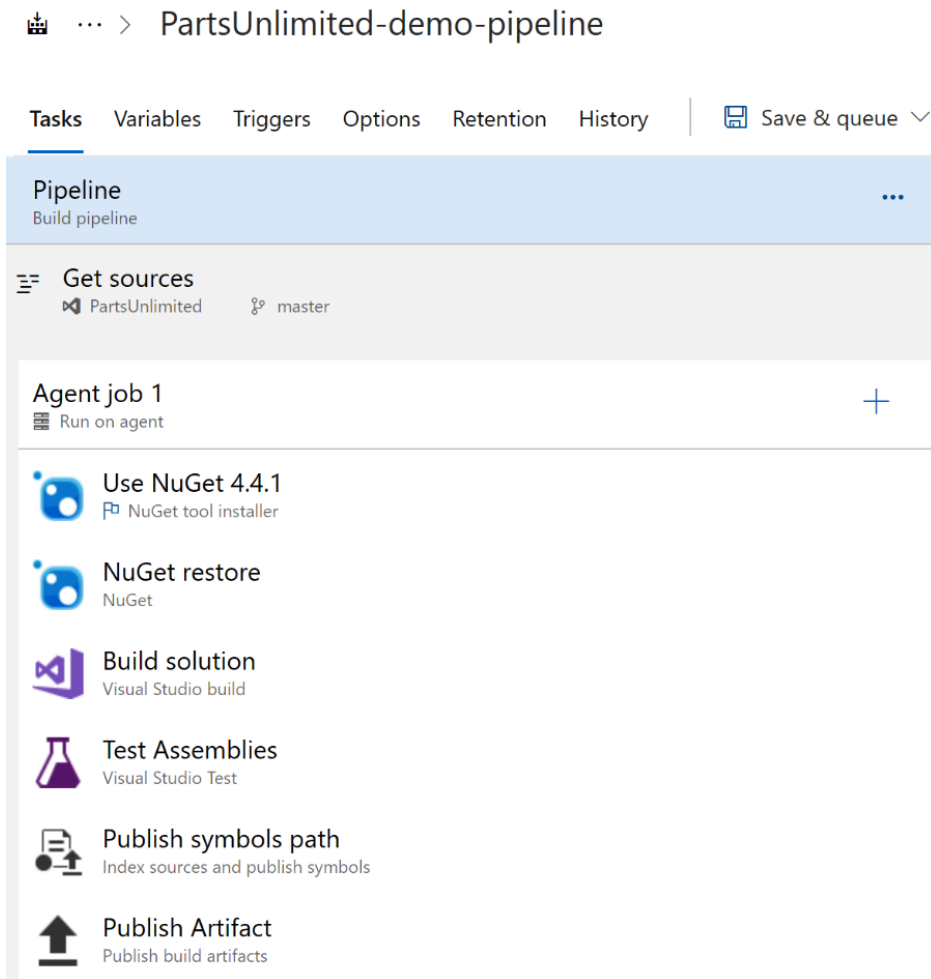 ··· > PartsUnlimited-demo-pipeline
Tasks Variables Triggers Options Retention History Save & queue
Pipeline
Build pipeline
Get sources
PartsUnlimited master
Agent job 1
Run on agent
Use NuGet 4.4.1
NuGet tool installer
NuGet restore
NuGet
Build solution
Visual Studio build
Test Assemblies
Visual Studio Test
Publish symbols path
Index sources and publish symbols
Publish Artifact
Publish build artifacts